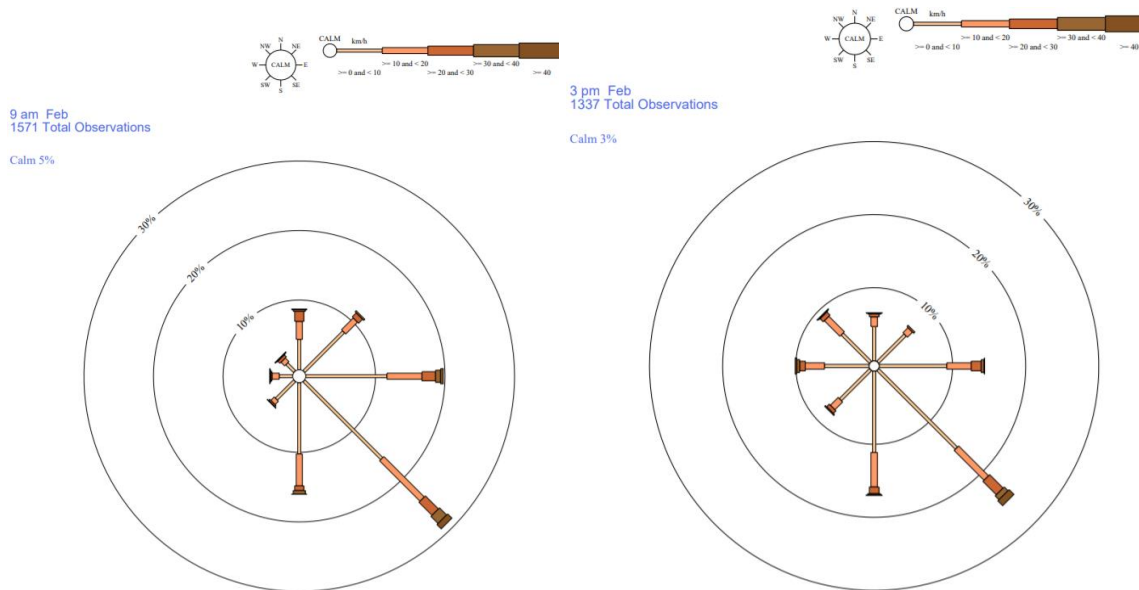 N
NW NE
W CALM E
SW SE
S
CALM km/h
>= 10 and < 20 >= 30 and < 40
>= 0 and < 10 >= 20 and < 30 >= 40
9 am Feb
1571 Total Observations
Calm 5%
30%
20%
10%
N
NW NE
W CALM E
SW SE
S
CALM km/h
>= 10 and < 20 >= 30 and < 40
>= 0 and < 10 >= 20 and < 30 >= 40
3 pm Feb
1337 Total Observations
Calm 3%
30%
20%
10%